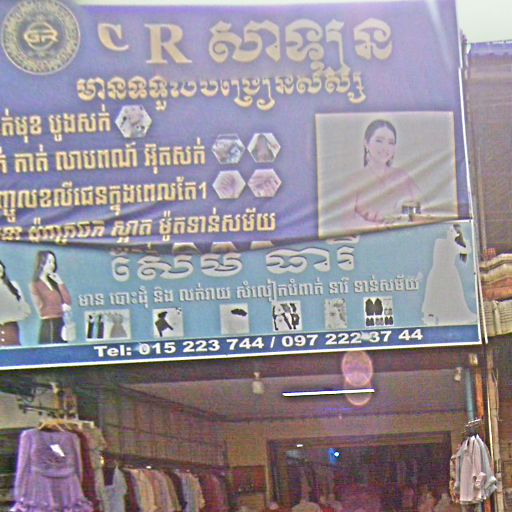 GR
C R សាឡន
មានទទួលបង្រៀនសិស្ស
ត់មុខ បូងសក់
កាត់ លាបពណ៌ អ៊ុតសក់
ក្នុងពេលតែ1
ស្អាត ម៉ូតទាន់សម័យ
សែម ធារី
មាន បោះដុំ និង លក់រាយ សំលៀកបំពាក់ នារី ទាន់សម័យ
Tel: 015 223 744 / 097 222 37 44